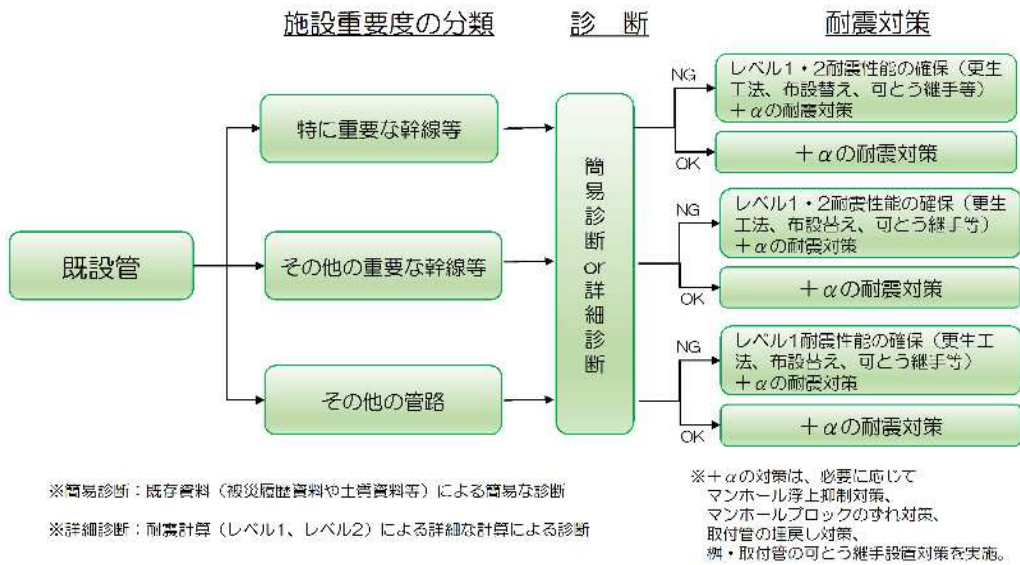 施設重要度の分類
診 断
耐震対策
既設管
特に重要な幹線等
その他の重要な幹線等
その他の管路
簡易診断or詳細診断
NG
レベル1・2耐震性能の確保（更生
工法、布設替え、可とう継手等）
＋αの耐震対策
OK
＋αの耐震対策
NG
レベル1・2耐震性能の確保（更生
工法、布設替え、可とう継手等）
＋αの耐震対策
OK
＋αの耐震対策
NG
レベル1耐震性能の確保（更生工
法、布設替え、可とう継手等）
＋αの耐震対策
OK
＋αの耐震対策
※簡易診断：既存資料（被災履歴資料や土質資料等）による簡易な診断
※詳細診断：耐震計算（レベル1、レベル2）による詳細な計算による診断
※＋αの対策は、必要に応じて
マンホール浮上抑制対策、
マンホールブロックのずれ対策、
取付管の埋戻し対策、
桝・取付管の可とう継手設置対策を実施。